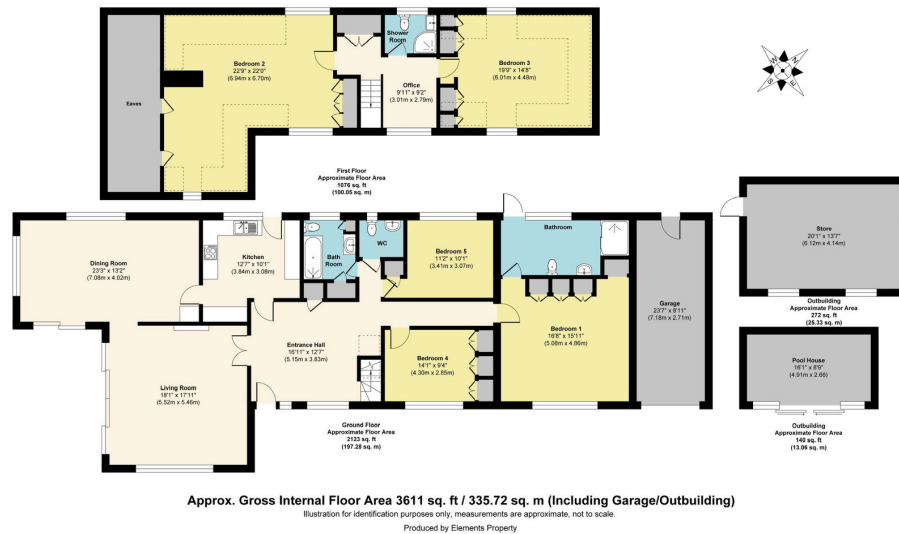 Bedroom 2
22'9" x 22'0"
(6.94m x 6.70m)
Eaves
Shower
Room
Office
9'11" x 9'2"
(3.01m x 2.79m)
Bedroom 3
19'9" x 14'8"
(6.01m x 4.48m)
N
E
S
W
First Floor
Approximate Floor Area
1076 sq. ft
(100.05 sq. m)
Dining Room
23'3" x 13'2"
(7.08m x 4.02m)
Kitchen
12'7" x 10'1"
(3.84m x 3.08m)
Bath
Room
WC
Bedroom 5
11'2" x 10'1"
(3.41m x 3.07m)
Bathroom
Garage
23'7" x 8'11"
(7.18m x 2.71m)
Store
20'1" x 13'7"
(6.12m x 4.14m)
Outbuilding
Approximate Floor Area
272 sq. ft
(25.33 sq. m)
Living Room
18'1" x 17'11"
(5.52m x 5.46m)
Entrance Hall
16'11" x 12'7"
(5.15m x 3.83m)
Bedroom 4
14'1" x 9'4"
(4.30m x 2.85m)
Bedroom 1
16'8" x 15'11"
(5.08m x 4.86m)
Pool House
16'1" x 8'9"
(4.91m x 2.66)
Outbuilding
Approximate Floor Area
140 sq. ft
(13.06 sq. m)
Ground Floor
Approximate Floor Area
2123 sq. ft
(197.28 sq. m)
Approx. Gross Internal Floor Area 3611 sq. ft / 335.72 sq. m (Including Garage/Outbuilding)
Illustration for identification purposes only, measurements are approximate, not to scale.
Produced by Elements Property